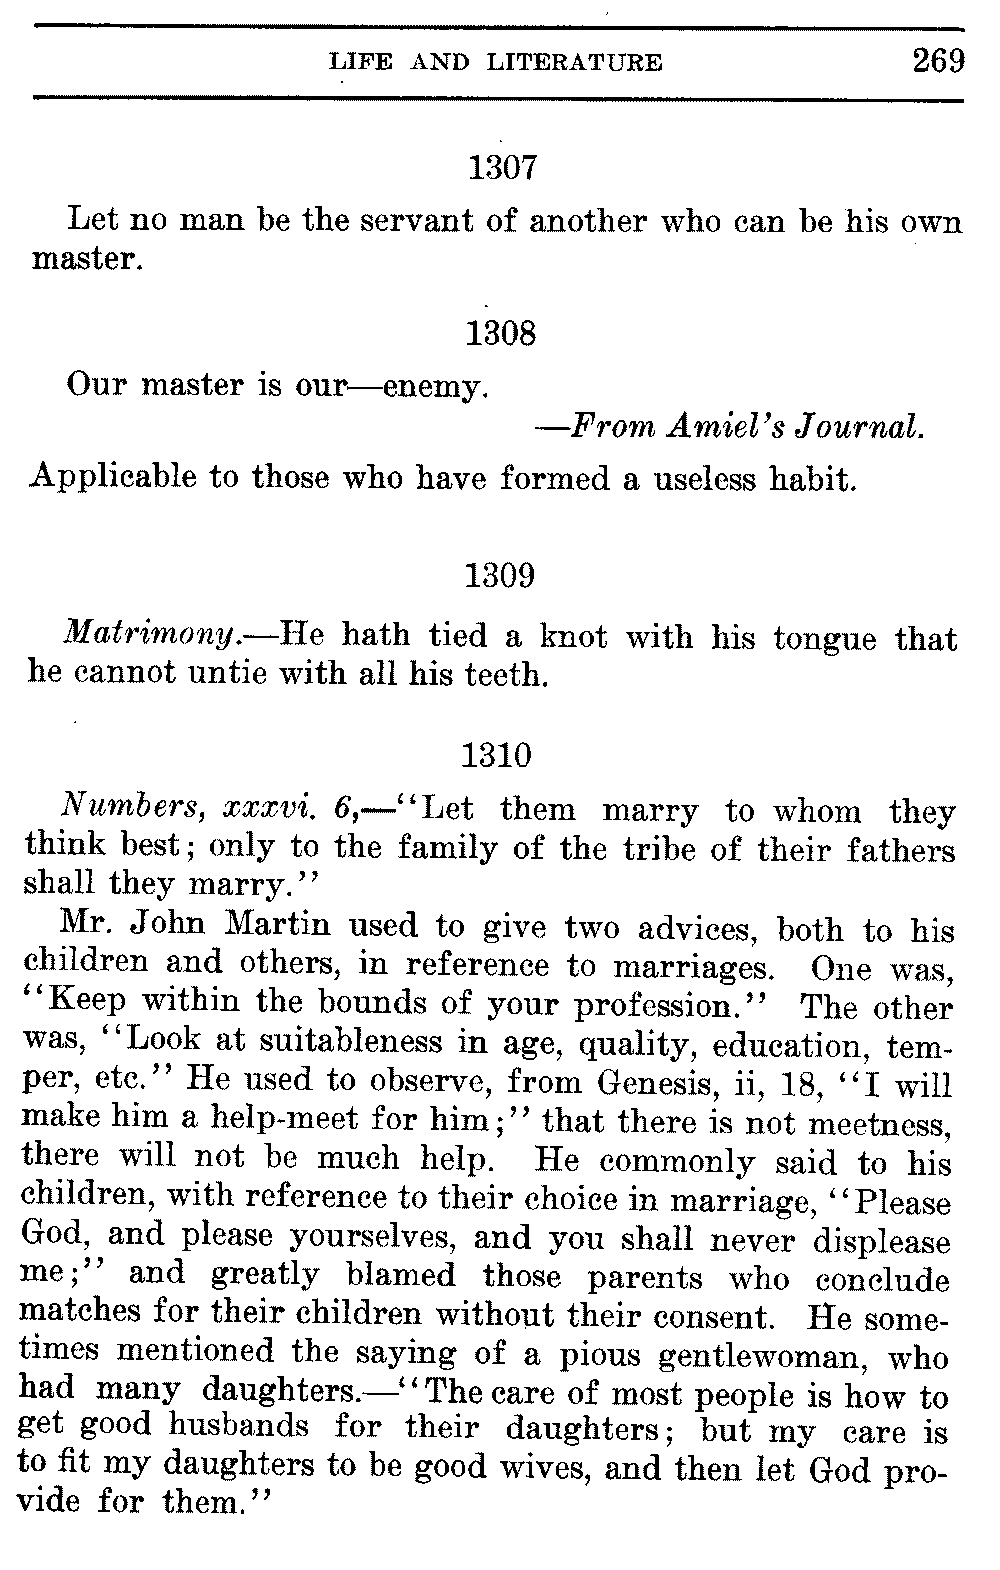 LIFE AND LITERATURE 269
1307
Let no man be the servant of another who can be his own
master.
1308
Our master is our—enemy.
—From Amiel's Journal.
Applicable to those who have formed a useless habit.
1309
Matrimony.—He hath tied a knot with his tongue that
he cannot untie with all his teeth.
1310
Numbers, xxxvi. 6,—"Let them marry to whom they
think best; only to the family of the tribe of their fathers
shall they marry."
Mr. John Martin used to give two advices, both to his
children and others, in reference to marriages. One was,
"Keep within the bounds of your profession." The other
was, "Look at suitableness in age, quality, education, tem-
per, etc." He used to observe, from Genesis, ii, 18, "I will
make him a help-meet for him;" that there is not meetness,
there will not be much help. He commonly said to his
children, with reference to their choice in marriage, "Please
God, and please yourselves, and you shall never displease
me;" and greatly blamed those parents who conclude
matches for their children without their consent. He some-
times mentioned the saying of a pious gentlewoman, who
had many daughters.—"The care of most people is how to
get good husbands for their daughters; but my care is
to fit my daughters to be good wives, and then let God pro-
vide for them."